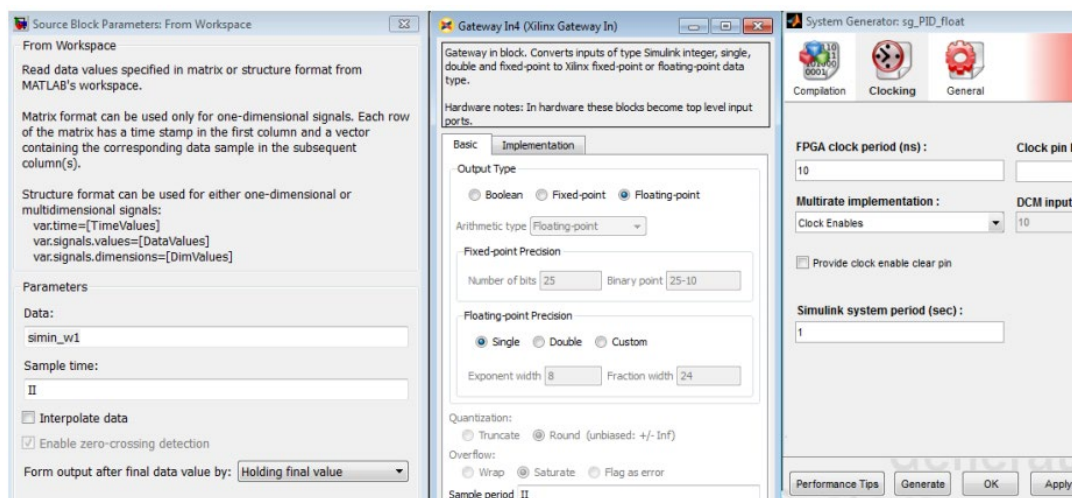 Source Block Parameters: From Workspace
From Workspace
Read data values specified in matrix or structure format from
MATLAB's workspace.
Matrix format can be used only for one-dimensional signals. Each row
of the matrix has a time stamp in the first column and a vector
containing the corresponding data sample in the subsequent
column(s).
Structure format can be used for either one-dimensional or
multidimensional signals:
var.time=[TimeValues]
var.signals.values=[DataValues]
var.signals.dimensions=[DimValues]
Parameters
Data:
simin_w1
Sample time:
II
Interpolate data
Enable zero-crossing detection
Form output after final data value by: Holding final value
Gateway In4 (Xilinx Gateway In)
Gateway in block. Converts inputs of type Simulink integer, single,
double and fixed-point to Xilinx fixed-point or floating-point data
type.
Hardware notes: In hardware these blocks become top level input
ports.
Basic Implementation
Output Type
Boolean Fixed-point Floating-point
Arithmetic type Floating-point
Fixed-point Precision
Number of bits 25 Binary point 25-10
Floating-point Precision
Single Double Custom
Exponent width 8 Fraction width 24
Quantization:
Truncate Round (unbiased: +/- Inf)
Overflow:
Wrap Saturate Flag as error
Sample period II
System Generator: sg_PID_float
Compilation Clocking General
FPGA clock period (ns) : Clock pin
10
Multirate implementation : DCM input
Clock Enables 10
Provide clock enable clear pin
Simulink system period (sec) :
1
Performance Tips Generate OK Apply